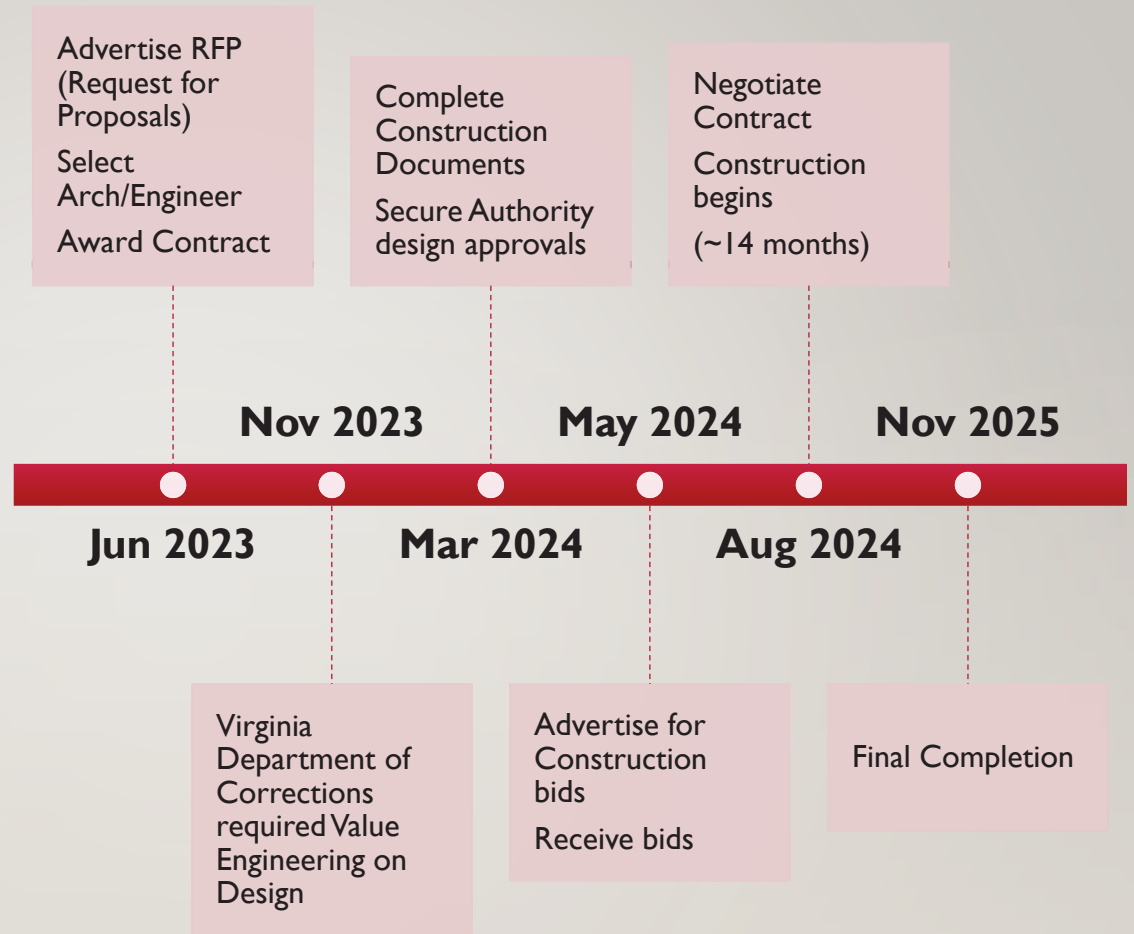 Advertise RFP
(Request for
Proposals)
Select
Arch/Engineer
Award Contract
Complete
Construction
Documents
Secure Authority
design approvals
Negotiate
Contract
Construction
begins
(~14 months)
Nov 2023
May 2024
Nov 2025
Jun 2023
Mar 2024
Aug 2024
Virginia
Department of
Corrections
required Value
Engineering on
Design
Advertise for
Construction
bids
Receive bids
Final Completion